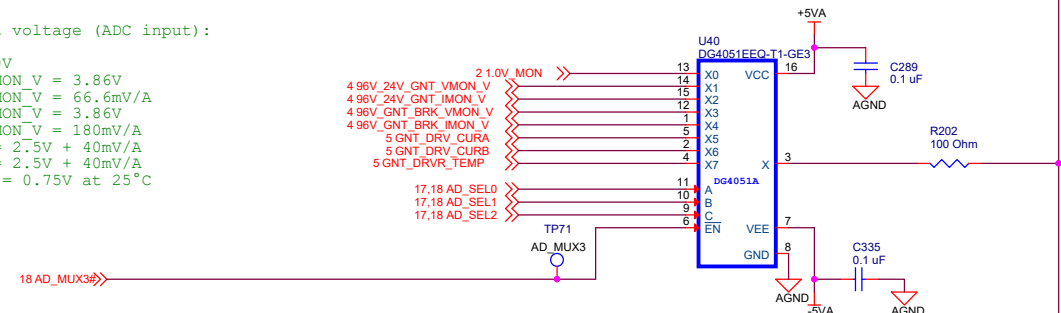 voltage (ADC input):
+5VA
U40
DG4051EEQ-T1-GE3
MON_V = 3.86V
MON_V = 66.6mV/A
MON_V = 3.86V
MON_V = 180mV/A
= 2.5V + 40mV/A
= 2.5V + 40mV/A
= 0.75V at 25°C
2 1.0V_MON 13 X0 VCC 16
4 96V_24V_GNT_VMON_V 14 X1
4 96V_24V_GNT_IMON_V 15 X2
4 96V_GNT_BRK_VMON_V 12 X3
4 96V_GNT_BRK_IMON_V 1 X4
5 GNT_DRV_CURA 5 X5
5 GNT_DRV_CURB 2 X6
5 GNT_DRVR_TEMP 4 X7 X 3
C289
0.1 uF
AGND
R202
100 Ohm
DG4051A
17,18 AD_SEL0 11 A
17,18 AD_SEL1 10 B
17,18 AD_SEL2 9 C
6 EN VEE 7
GND 8
TP71
AD_MUX3
18 AD_MUX3#
C335
0.1 uF
AGND
-5VA
AGND